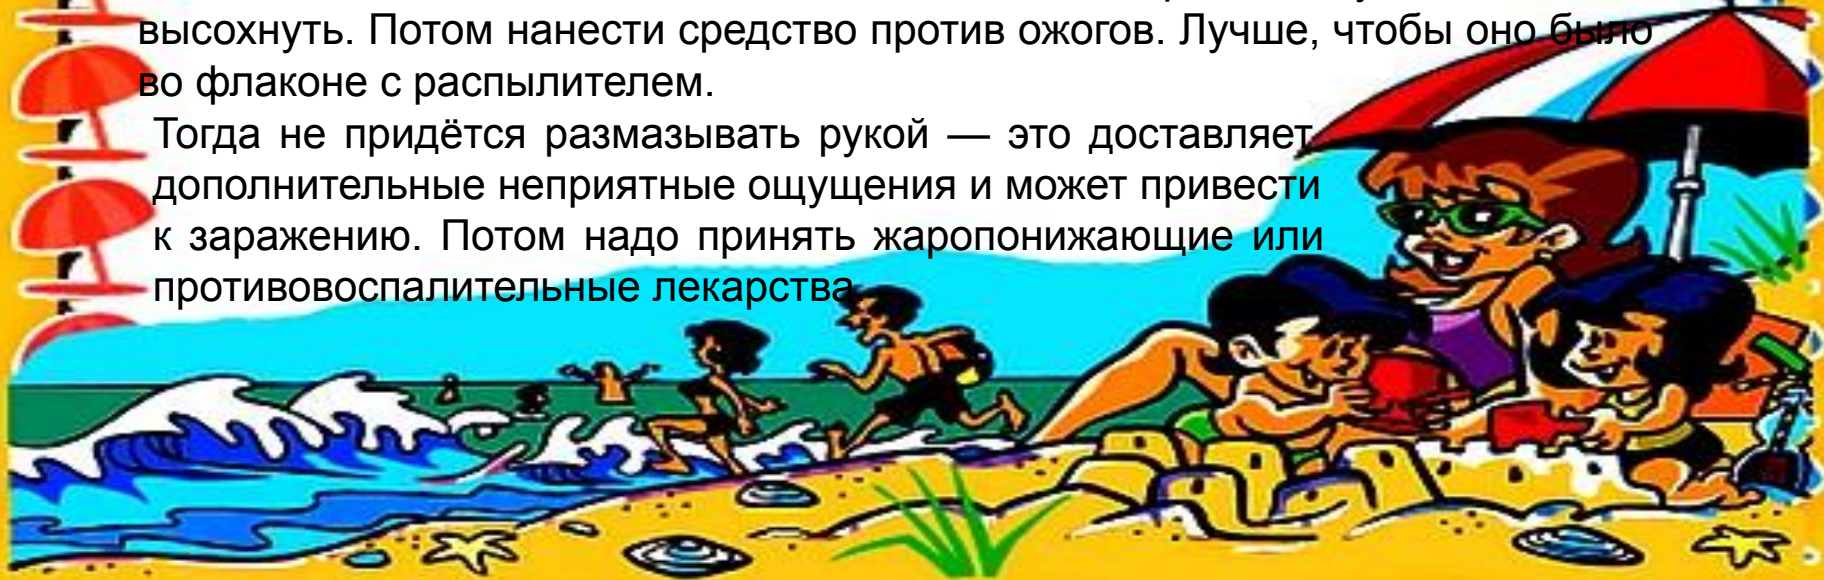 высохнуть. Потом нанести средство против ожогов. Лучше, чтобы оно было
во флаконе с распылителем.
Тогда не придётся размазывать рукой — это доставляет
дополнительные неприятные ощущения и может привести
к заражению. Потом надо принять жаропонижающие или
противовоспалительные лекарства.